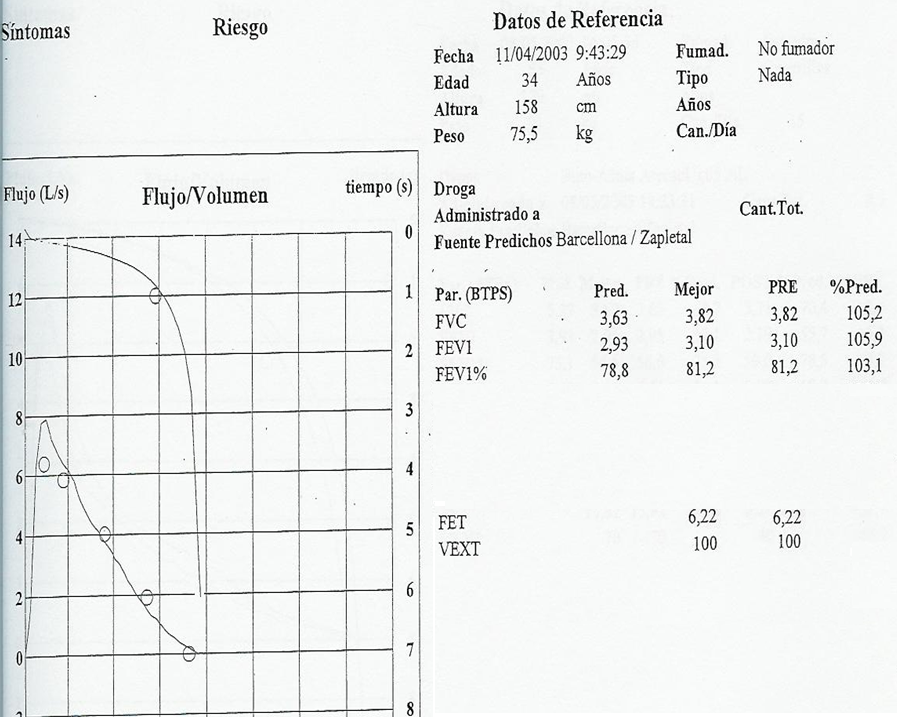 Síntomas Riesgo
Datos de Referencia
Fecha 11/04/2003 9:43:29 Fumad. No fumador
Edad 34 Años Tipo Nada
Altura 158 cm Años
Peso 75,5 kg Can./Día
Flujo (L/s) Flujo/Volumen tiempo (s)
Droga
Administrado a Cant.Tot.
Fuente Predichos Barcellona / Zapletal
14 0
12 1
10 2
8 3
6 4
4 5
2 6
0 7
8
Par. (BTPS) Pred. Mejor PRE %Pred.
FVC 3,63 3,82 3,82 105,2
FEV1 2,93 3,10 3,10 105,9
FEV1% 78,8 81,2 81,2 103,1
FET 6,22 6,22
VEXT 100 100